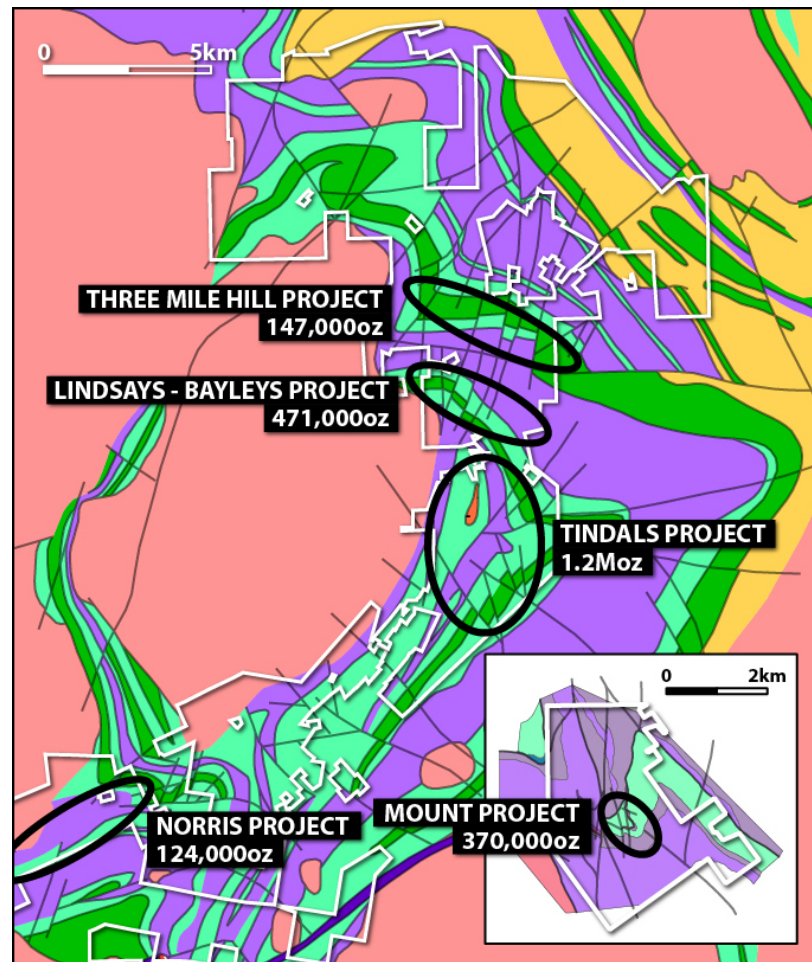 0 5km
THREE MILE HILL PROJECT
147,000oz
LINDSAYS - BAYLEYS PROJECT
471,000oz
TINDALS PROJECT
1.2Moz
0 2km
MOUNT PROJECT
370,000oz
NORRIS PROJECT
124,000oz